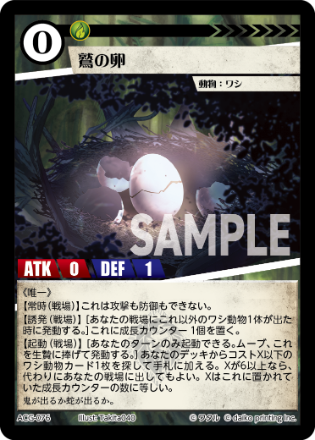 0
鷲の卵
動物:ワシ
SAMPLE
ATK 0 DEF 1
《唯一》
【常時(戦場)】これは攻撃も防御もできない。
【誘発(戦場)】[あなたの戦場にこれ以外のワシ動物1体が出た
時に発動する。]これに成長カウンター 1個を置く。
【起動(戦場)】[あなたのターンのみ起動できる。ムーブ、これ
を生贄に捧げて発動する。]あなたのデッキからコストX以下の
ワシ動物カード1枚を探して手札に加える。Xが6以上なら、
代わりにあなたの戦場に出してもよい。Xはこれに置かれてい
た成長カウンターの数に等しい。
鬼が出るか蛇が出るか。
ACG-076